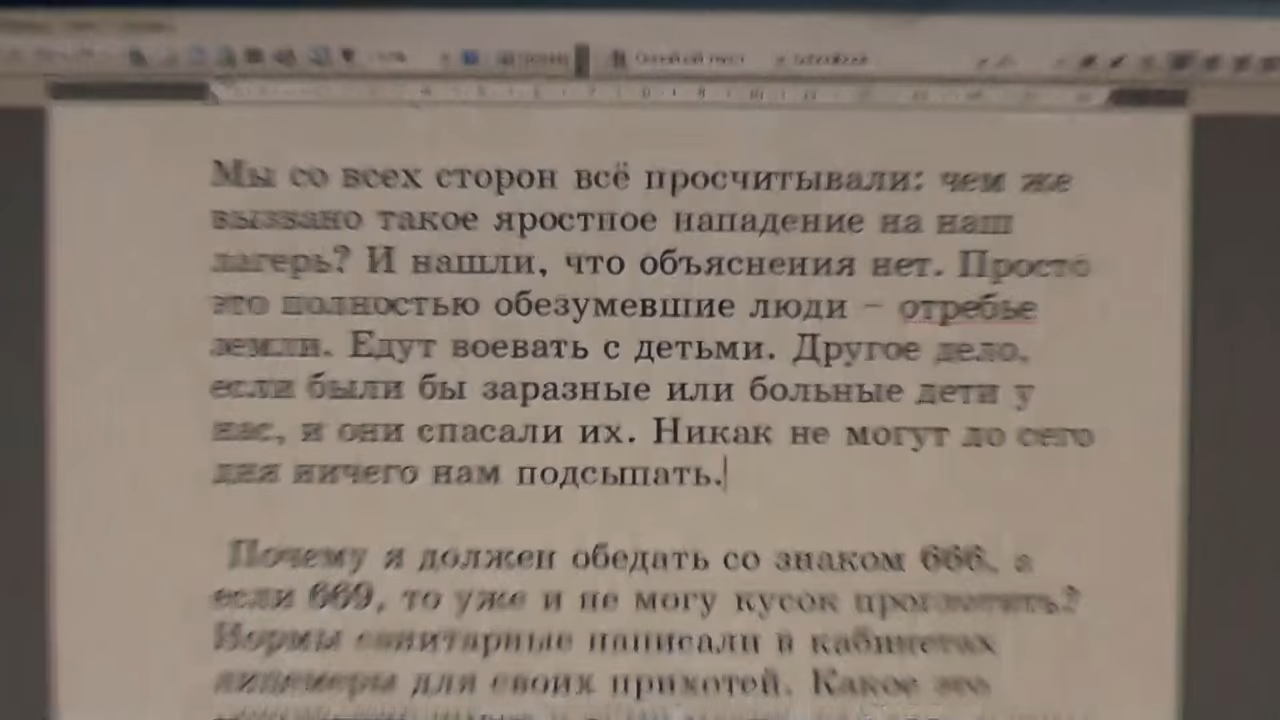 Мы со всех сторон всё просчитывали: чем же
вызвано такое яростное нападение на наш
лагерь? И нашли, что объяснения нет. Просто
это полностью обезумевшие люди – отребье
земли. Едут воевать с детьми. Другое дело,
если были бы заразные или больные дети у
нас, и они спасали их. Никак не могут до сего
дня ничего нам подсыпать.
Почему я должен обедать со знаком 666, а
если 669, то уже и не могу кусок проглотить?
Нормы санитарные написали в кабинетах
для своих прихотей. Какое это